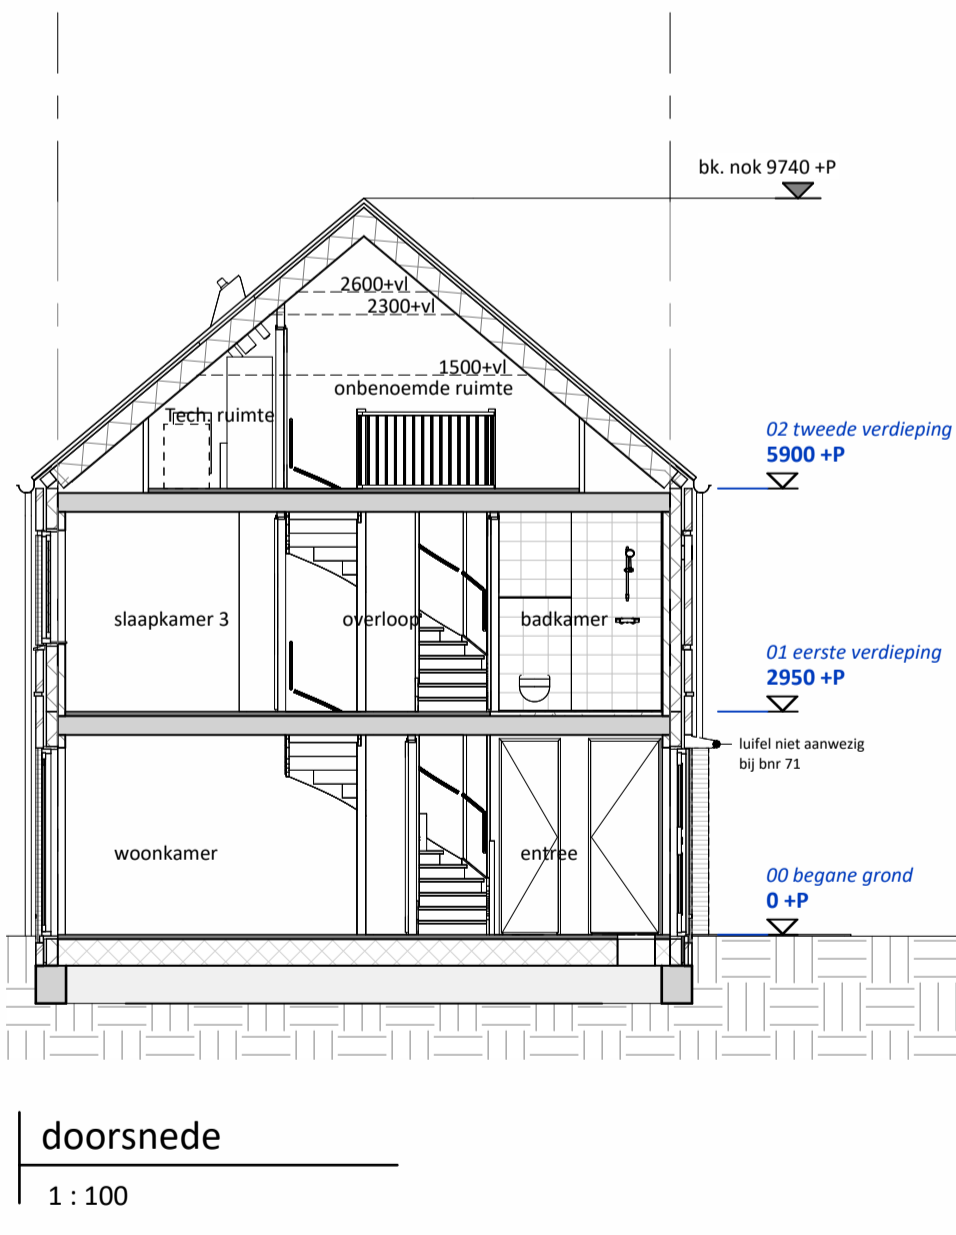 bk. nok 9740 +P
2600+vl
2300+vl
1500+vl
onbenoemde ruimte
Tech. ruimte
02 tweede verdieping
5900 +P
slaapkamer 3
overloop
badkamer
01 eerste verdieping
2950 +P
luifel niet aanwezig
bij bnr 71
woonkamer
entree
00 begane grond
0 +P
doorsnede
1 : 100